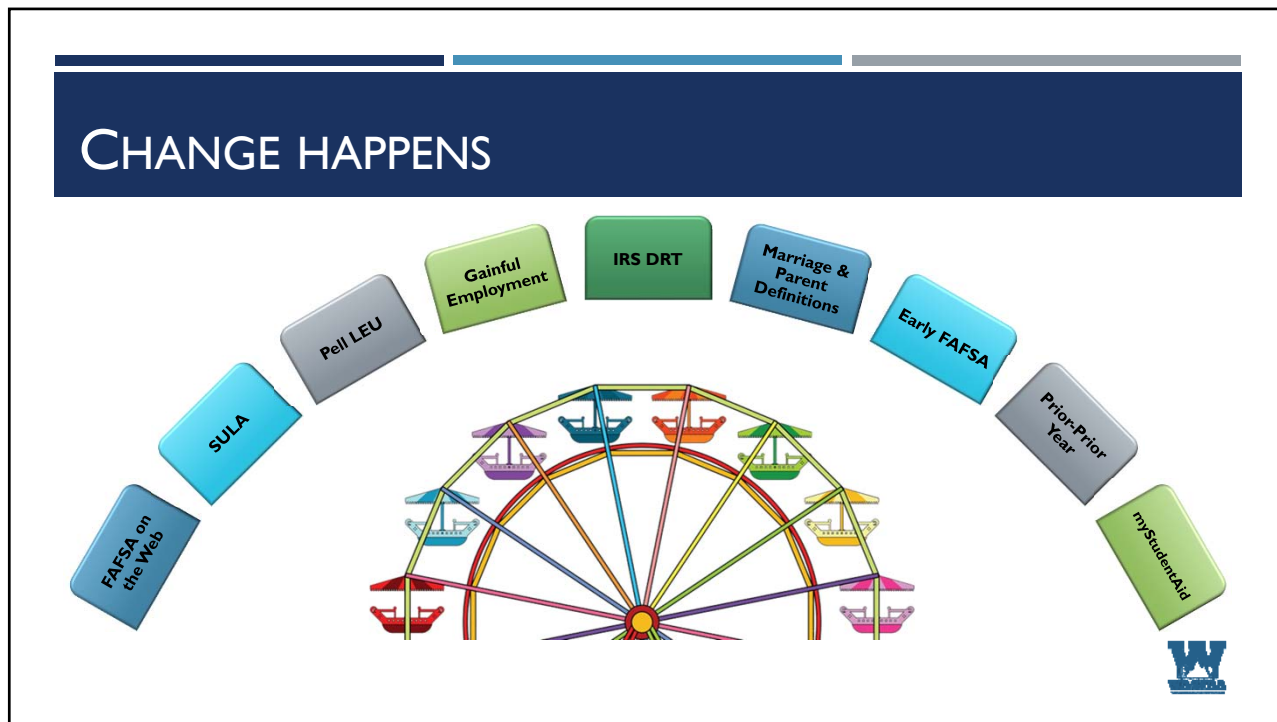 CHANGE HAPPENS
FAFSA on
the Web
SULA
Pell LEU
Gainful
Employment
IRS DRT
Marriage &
Parent
Definitions
Early FAFSA
Prior-Prior
Year
myStudentAid
W